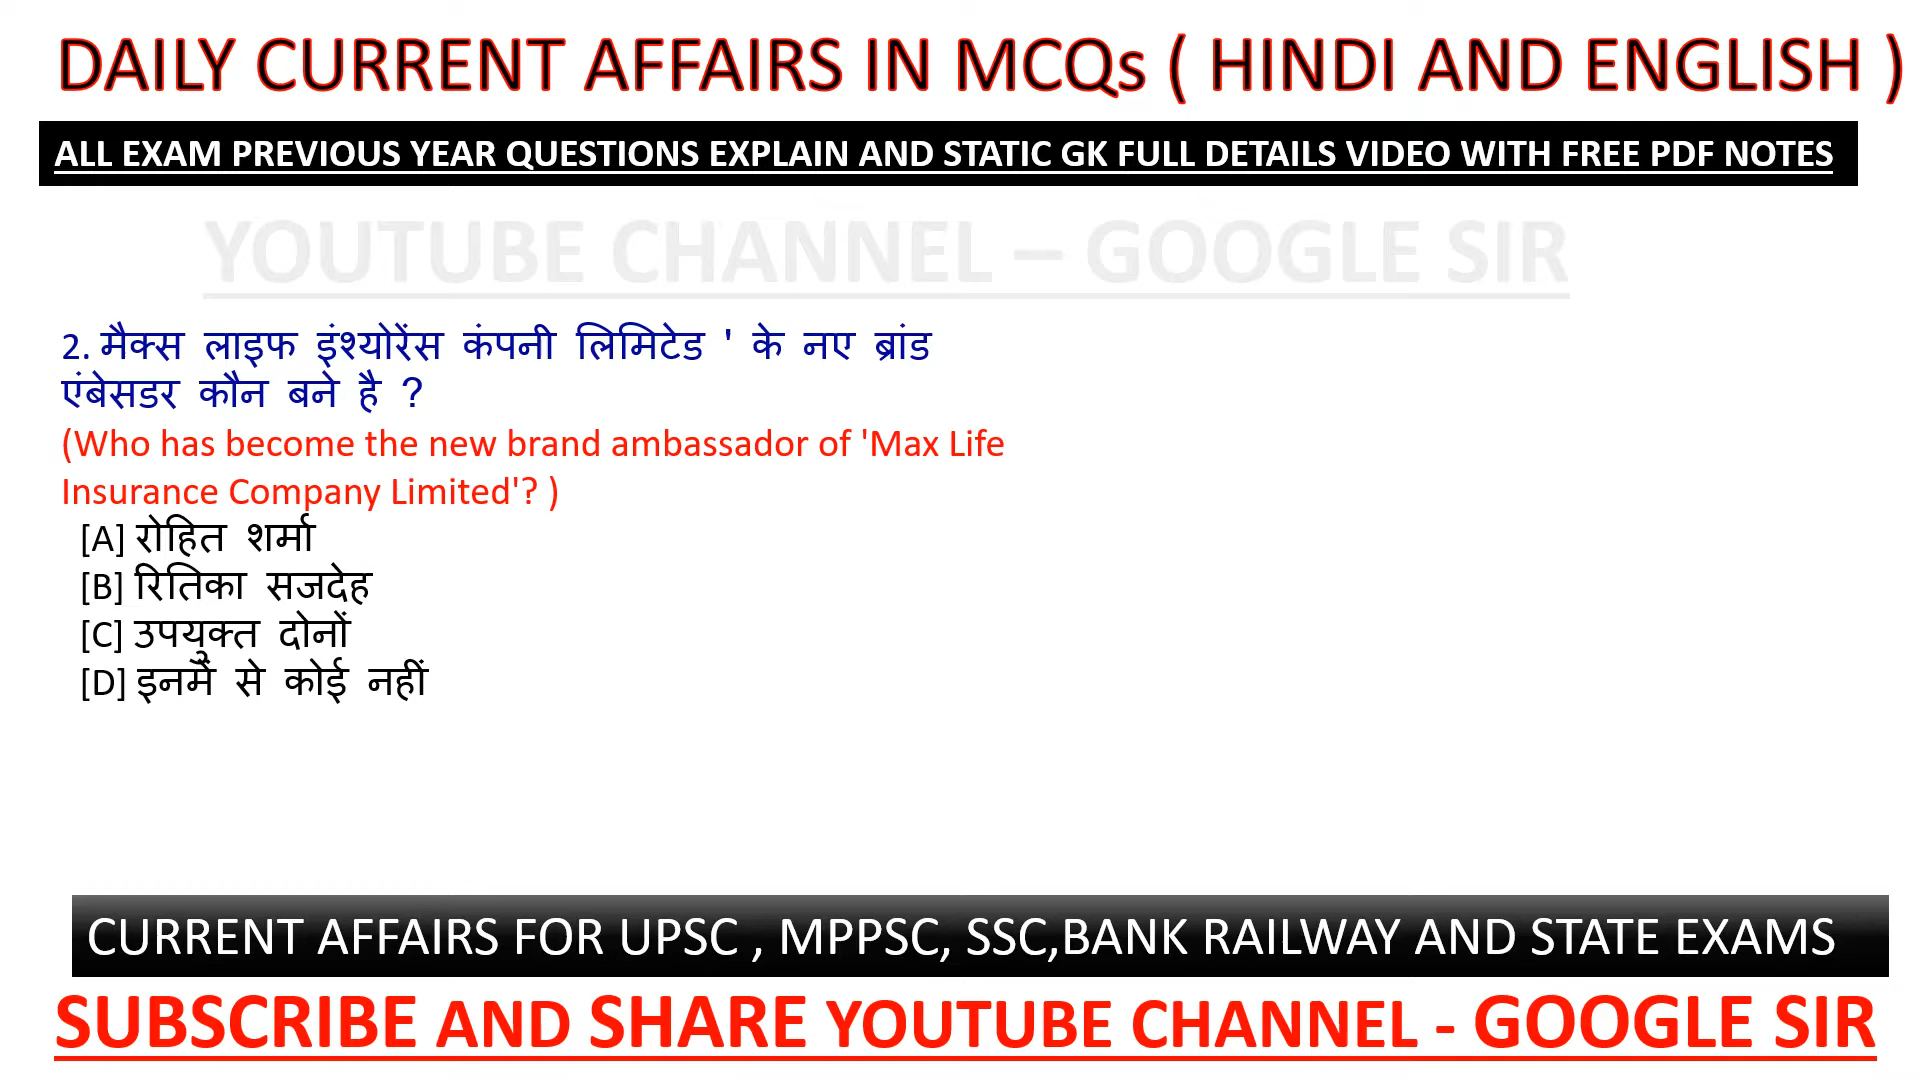 DAILY CURRENT AFFAIRS IN MCQs ( HINDI AND ENGLISH )
ALL EXAM PREVIOUS YEAR QUESTIONS EXPLAIN AND STATIC GK FULL DETAILS VIDEO WITH FREE PDF NOTES
YOUTUBE CHANNEL – GOOGLE SIR
2. मैक्स लाइफ इंश्योरेंस कंपनी लिमिटेड ' के नए ब्रांड
एंबेसडर कौन बने है ?
(Who has become the new brand ambassador of 'Max Life
Insurance Company Limited'? )
[A] रोहित शर्मा
[B] रितिका सजदेह
[C] उपयुक्त दोनों
[D] इनमें से कोई नहीं
CURRENT AFFAIRS FOR UPSC , MPPSC, SSC,BANK RAILWAY AND STATE EXAMS
SUBSCRIBE AND SHARE YOUTUBE CHANNEL - GOOGLE SIR